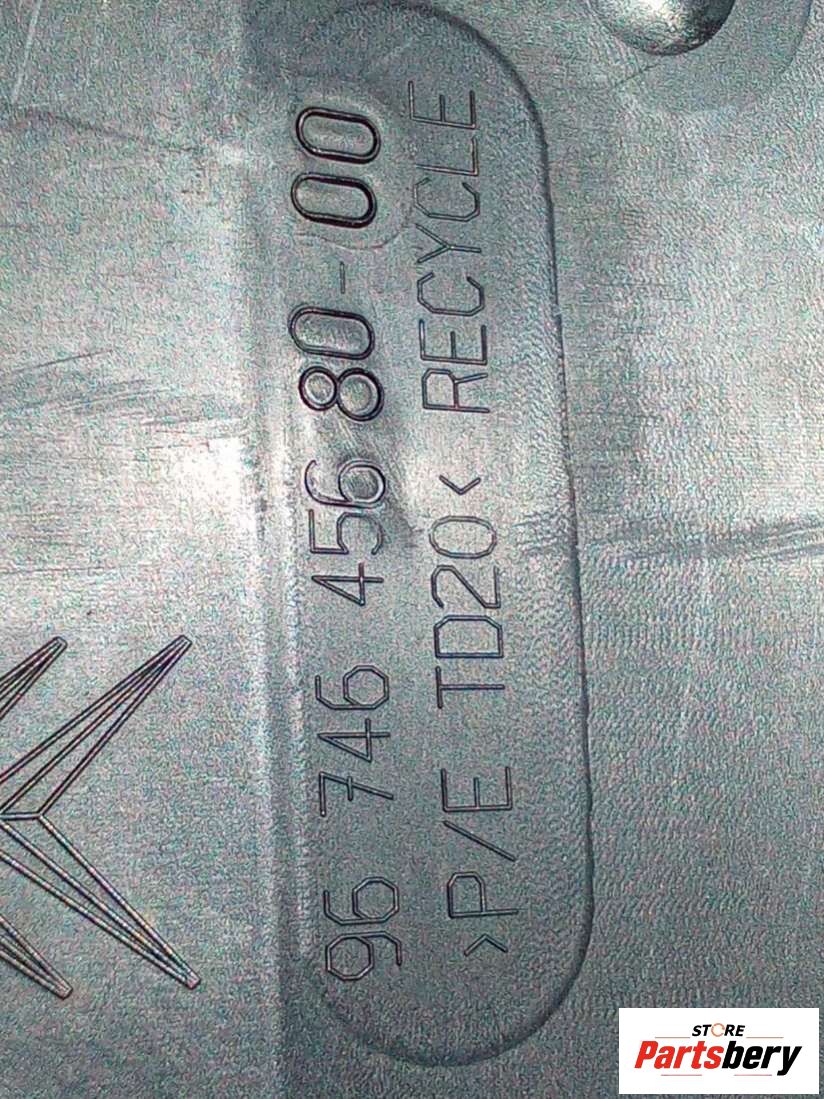 96 746 456 80-00
>P/E TD20< RECYCLE
STORE
Partsbery